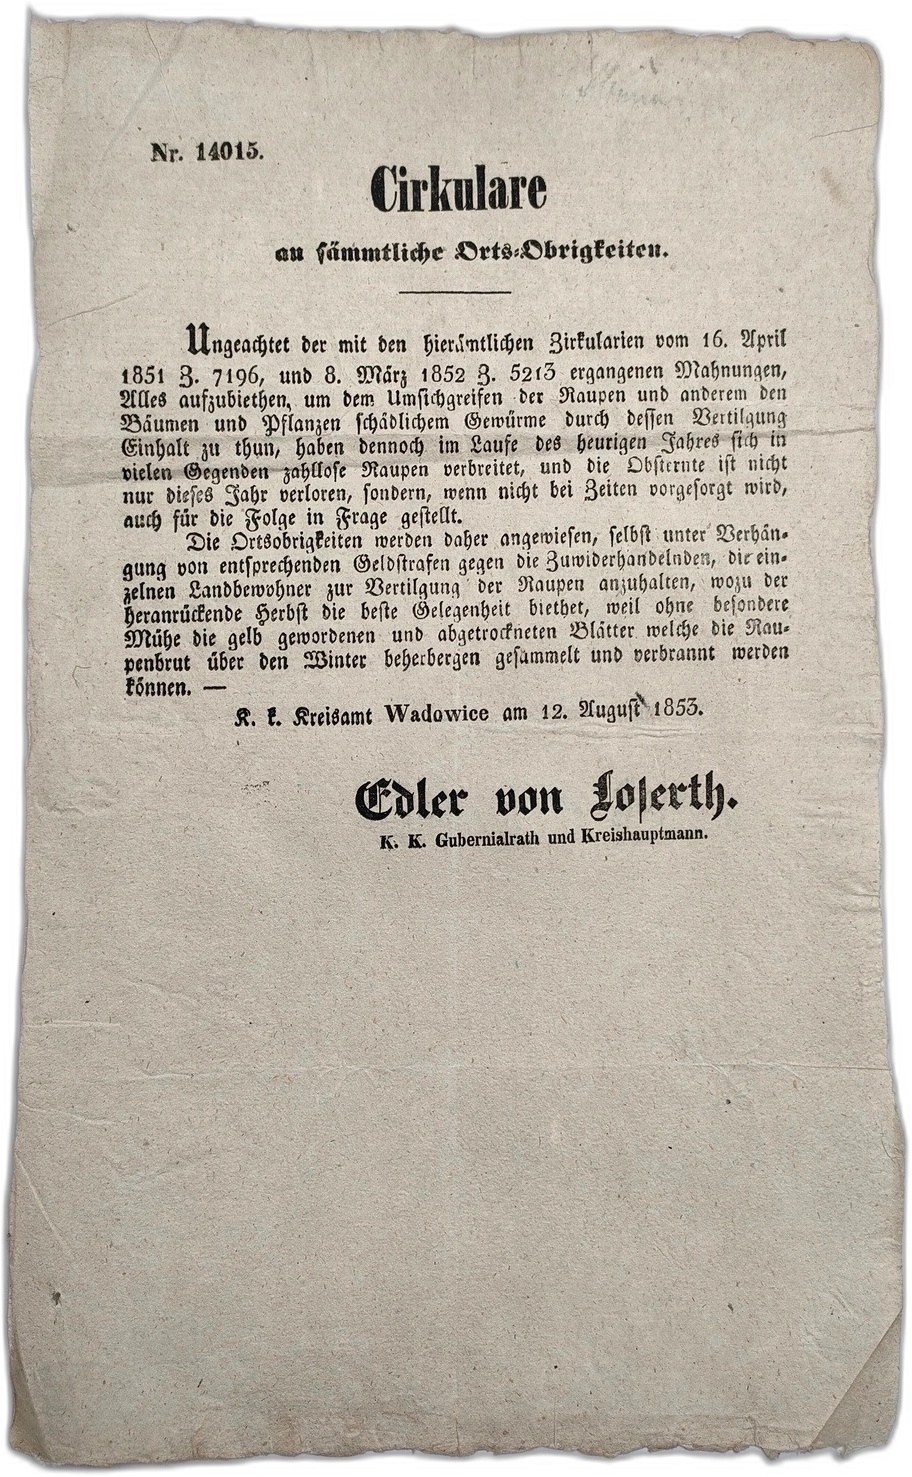 Nr. 14015.
Cirkulare
an sämmtliche Orts-Obrigkeiten.
Ungeachtet der mit den hierämtlichen Zirkularien vom 16. April
1851 Z. 7196, und 8. März 1852 Z. 5213 ergangenen Mahnungen,
Alles aufzubiethen, um dem Umsichgreifen der Raupen und anderem den
Bäumen und Pflanzen schädlichem Gewürme durch dessen Vertilgung
Einhalt zu thun, haben dennoch im Laufe des heurigen Jahres sich in
vielen Gegenden zahllose Raupen verbreitet, und die Obsternte ist nicht
nur dieses Jahr verloren, sondern, wenn nicht bei Zeiten vorgesorgt wird,
auch für die Folge in Frage gestellt.
Die Ortsobrigkeiten werden daher angewiesen, selbst unter Verhän-
gung von entsprechenden Geldstrafen gegen die Zuwiderhandelnden, die ein-
zelnen Landbewohner zur Vertilgung der Raupen anzuhalten, wozu der
heranrückende Herbst die beste Gelegenheit biethet, weil ohne besondere
Mühe die gelb gewordenen und abgetrockneten Blätter welche die Rau-
penbrut über den Winter beherbergen gesammelt und verbrannt werden
können. —
K. k. Kreisamt Wadowice am 12. August 1853.
Edler von Loserth.
K. K. Gubernialrath und Kreishauptmann.